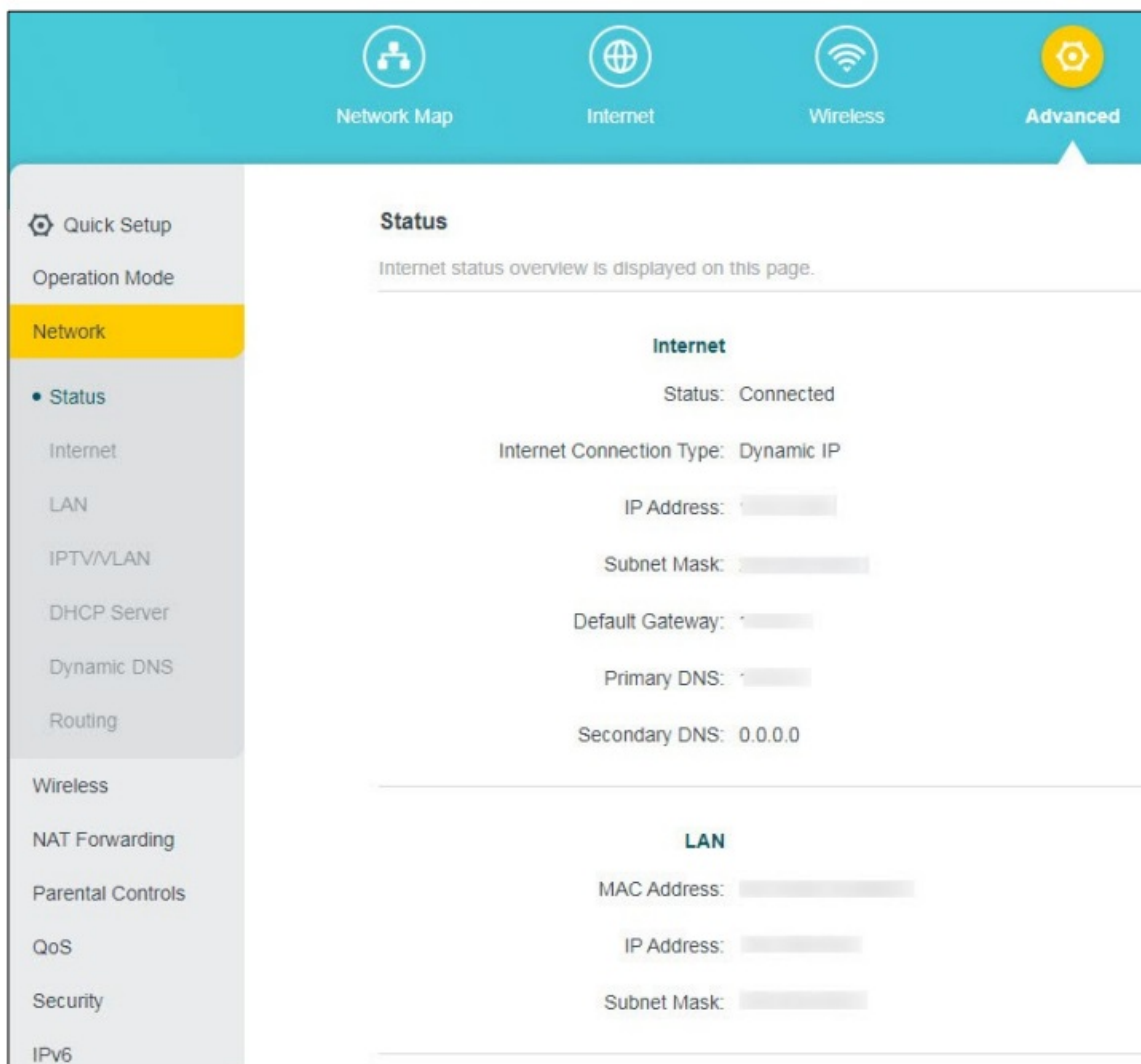 Network Map
Internet
Wireless
Advanced
Quick Setup
Operation Mode
Network
Status
Internet
LAN
IPTV/VLAN
DHCP Server
Dynamic DNS
Routing
Wireless
NAT Forwarding
Parental Controls
QoS
Security
IPv6
Status
Internet status overview is displayed on this page.
Internet
Status: Connected
Internet Connection Type: Dynamic IP
IP Address:
Subnet Mask:
Default Gateway:
Primary DNS:
Secondary DNS: 0.0.0.0
LAN
MAC Address:
IP Address:
Subnet Mask: